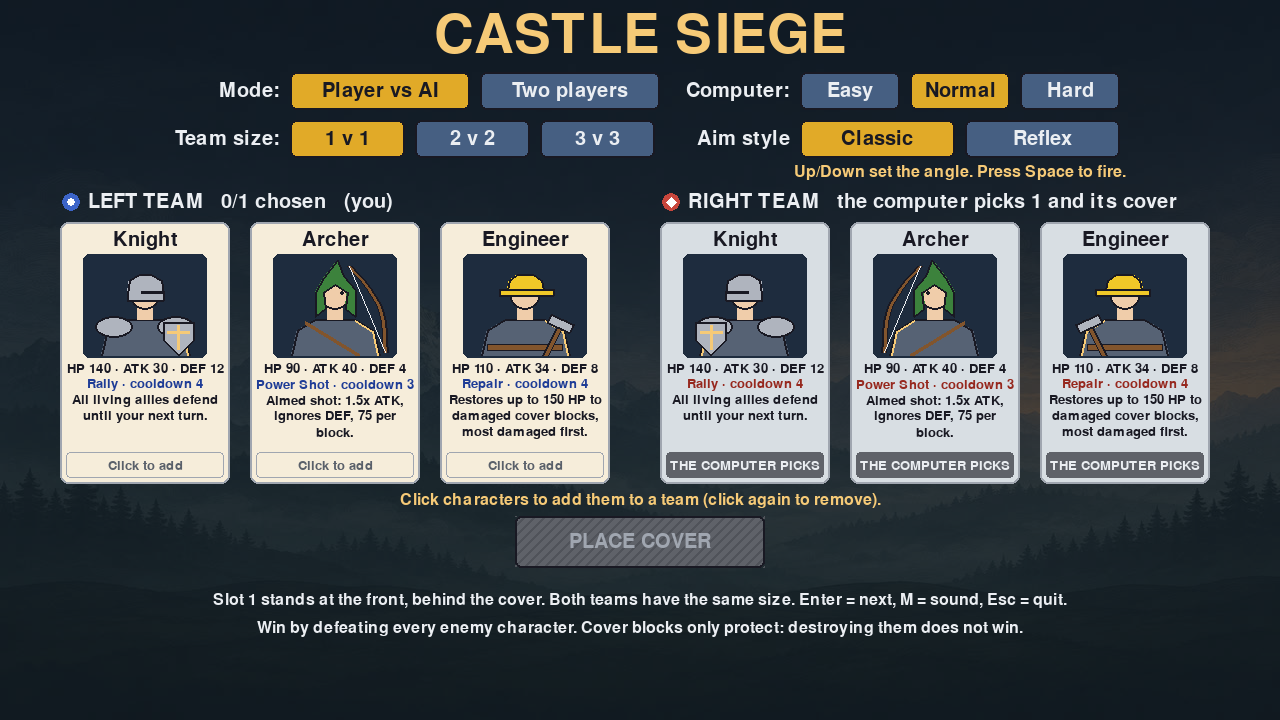 CASTLE SIEGE
Mode: Player vs AI Two players Computer: Easy Normal Hard
Team size: 1 v 1 2 v 2 3 v 3 Aim style Classic Reflex
Up/Down set the angle. Press Space to fire.
LEFT TEAM 0/1 chosen (you)
RIGHT TEAM the computer picks 1 and its cover
Knight
HP 140 · ATK 30 · DEF 12
Rally · cooldown 4
All living allies defend
until your next turn.
Click to add
Archer
HP 90 · ATK 40 · DEF 4
Power Shot · cooldown 3
Aimed shot: 1.5x ATK,
ignores DEF, 75 per
block.
Click to add
Engineer
HP 110 · ATK 34 · DEF 8
Repair · cooldown 4
Restores up to 150 HP to
damaged cover blocks,
most damaged first.
Click to add
Knight
HP 140 · ATK 30 · DEF 12
Rally · cooldown 4
All living allies defend
until your next turn.
THE COMPUTER PICKS
Archer
HP 90 · ATK 40 · DEF 4
Power Shot · cooldown 3
Aimed shot: 1.5x ATK,
ignores DEF, 75 per
block.
THE COMPUTER PICKS
Engineer
HP 110 · ATK 34 · DEF 8
Repair · cooldown 4
Restores up to 150 HP to
damaged cover blocks,
most damaged first.
THE COMPUTER PICKS
Click characters to add them to a team (click again to remove).
PLACE COVER
Slot 1 stands at the front, behind the cover. Both teams have the same size. Enter = next, M = sound, Esc = quit.
Win by defeating every enemy character. Cover blocks only protect: destroying them does not win.